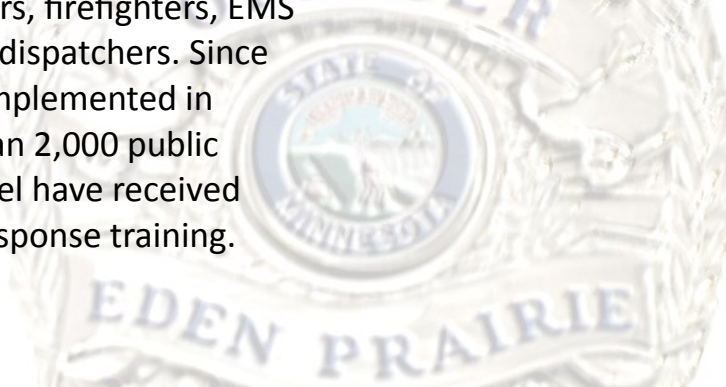 rs, firefighters, EMS
dispatchers. Since
mplemented in
an 2,000 public
el have received
sponse training.
STATE OF
MINNESOTA
EDEN PRAIRIE